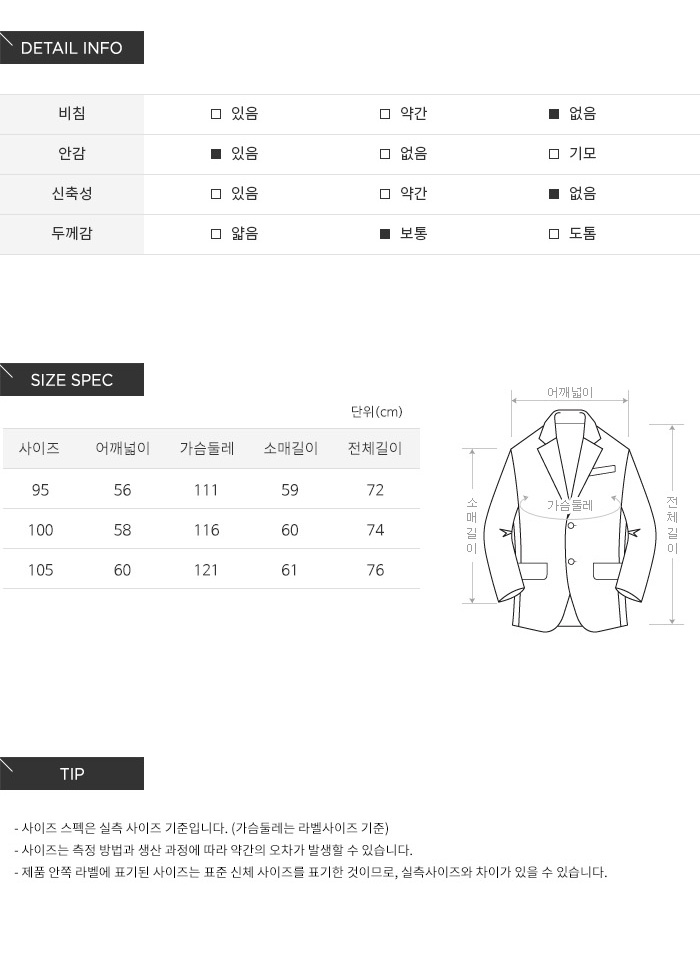 DETAIL INFO
비침 □ 있음 □ 약간 ■ 없음
안감 ■ 있음 □ 없음 □ 기모
신축성 □ 있음 □ 약간 ■ 없음
두께감 □ 얇음 ■ 보통 □ 도톰
SIZE SPEC
단위(cm)
사이즈 어깨넓이 가슴둘레 소매길이 전체길이
95 56 111 59 72
100 58 116 60 74
105 60 121 61 76
어깨넓이
가슴둘레
소매길이
전체길이
TIP
- 사이즈 스펙은 실측 사이즈 기준입니다. (가슴둘레는 라벨사이즈 기준)
- 사이즈는 측정 방법과 생산 과정에 따라 약간의 오차가 발생할 수 있습니다.
- 제품 안쪽 라벨에 표기된 사이즈는 표준 신체 사이즈를 표기한 것이므로, 실측사이즈와 차이가 있을 수 있습니다.